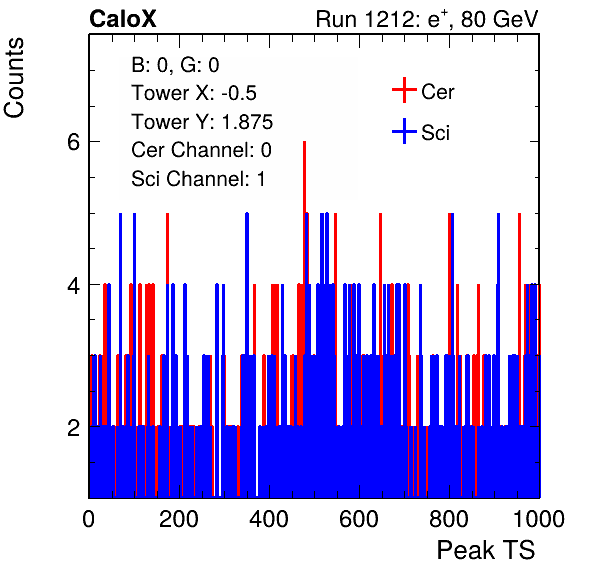 CaloX Run 1212: e⁺, 80 GeV
Counts
B: 0, G: 0
Tower X: -0.5
Tower Y: 1.875
Cer Channel: 0
Sci Channel: 1
Cer
Sci
6
4
2
0 200 400 600 800 1000
Peak TS